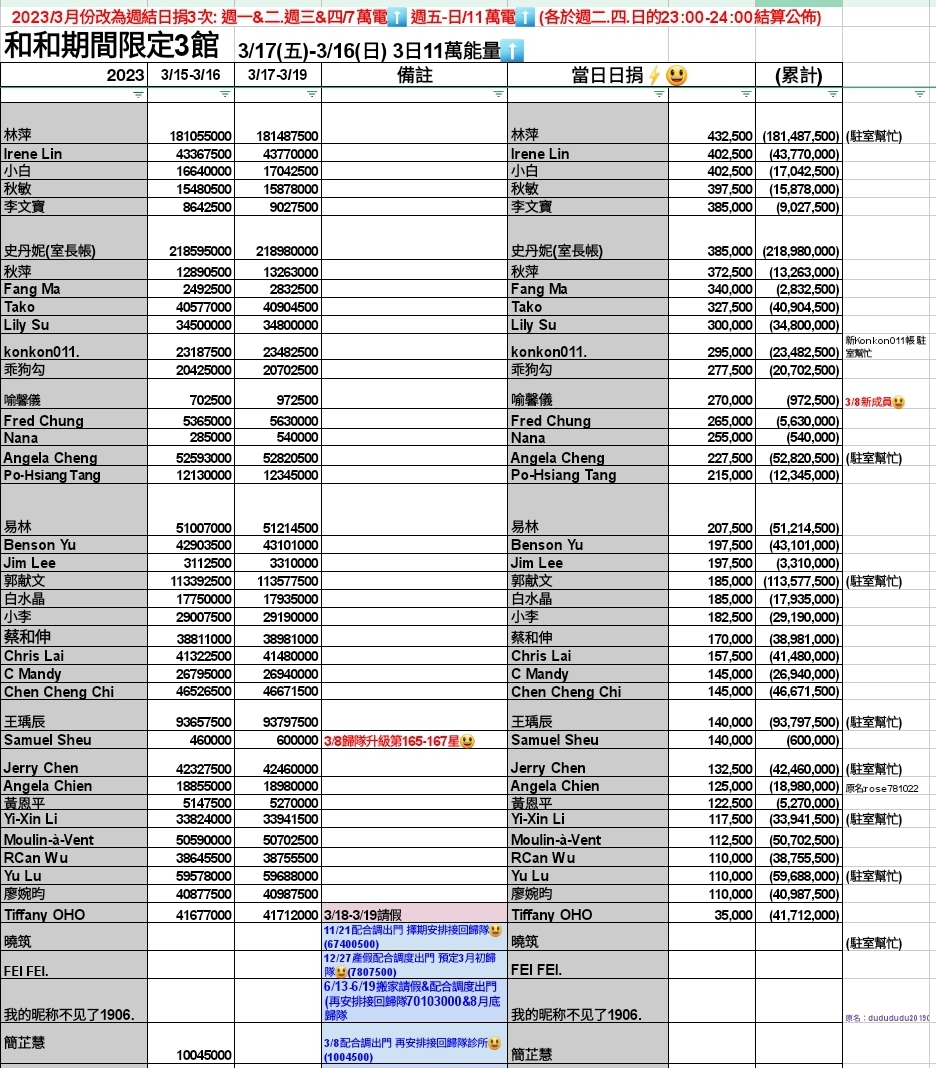 2023/3月份改為週結日捐3次: 週一&二.週三&四/7萬電⬆️ 週五-日/11萬電⬆️ (各於週二.四.日的23:00-24:00結算公佈)
和和期間限定3館 3/17(五)-3/16(日) 3日11萬能量⬆️
2023 3/15-3/16 3/17-3/19 備註 當日日捐⚡😃 (累計)
林萍 181055000 181487500 林萍 432,500 (181,487,500) (駐室幫忙)
Irene Lin 43367500 43770000 Irene Lin 402,500 (43,770,000)
小白 16640000 17042500 小白 402,500 (17,042,500)
秋敏 15480500 15878000 秋敏 397,500 (15,878,000)
李文寶 8642500 9027500 李文寶 385,000 (9,027,500)
史丹妮(室長帳) 218595000 218980000 史丹妮(室長帳) 385,000 (218,980,000)
秋萍 12890500 13263000 秋萍 372,500 (13,263,000)
Fang Ma 2492500 2832500 Fang Ma 340,000 (2,832,500)
Tako 40577000 40904500 Tako 327,500 (40,904,500)
Lily Su 34500000 34800000 Lily Su 300,000 (34,800,000)
konkon011. 23187500 23482500 konkon011. 295,000 (23,482,500) 新Konkon011帳 駐室幫忙
乖狗勾 20425000 20702500 乖狗勾 277,500 (20,702,500)
喻馨儀 702500 972500 喻馨儀 270,000 (972,500) 3/8新成員😃
Fred Chung 5365000 5630000 Fred Chung 265,000 (5,630,000)
Nana 285000 540000 Nana 255,000 (540,000)
Angela Cheng 52593000 52820500 Angela Cheng 227,500 (52,820,500) (駐室幫忙)
Po-Hsiang Tang 12130000 12345000 Po-Hsiang Tang 215,000 (12,345,000)
易林 51007000 51214500 易林 207,500 (51,214,500)
Benson Yu 42903500 43101000 Benson Yu 197,500 (43,101,000)
Jim Lee 3112500 3310000 Jim Lee 197,500 (3,310,000)
郭献文 113392500 113577500 郭献文 185,000 (113,577,500) (駐室幫忙)
白水晶 17750000 17935000 白水晶 185,000 (17,935,000)
小李 29007500 29190000 小李 182,500 (29,190,000)
蔡和伸 38811000 38981000 蔡和伸 170,000 (38,981,000)
Chris Lai 41322500 41480000 Chris Lai 157,500 (41,480,000)
C Mandy 26795000 26940000 C Mandy 145,000 (26,940,000)
Chen Cheng Chi 46526500 46671500 Chen Cheng Chi 145,000 (46,671,500)
王瑀辰 93657500 93797500 王瑀辰 140,000 (93,797,500) (駐室幫忙)
Samuel Sheu 460000 600000 3/8歸隊升級第165-167星😃 Samuel Sheu 140,000 (600,000)
Jerry Chen 42327500 42460000 Jerry Chen 132,500 (42,460,000) (駐室幫忙)
Angela Chien 18855000 18980000 Angela Chien 125,000 (18,980,000) 原名rose781022
黃恩平 5147500 5270000 黃恩平 122,500 (5,270,000)
Yi-Xin Li 33824000 33941500 Yi-Xin Li 117,500 (33,941,500) (駐室幫忙)
Moulin-à-Vent 50590000 50702500 Moulin-à-Vent 112,500 (50,702,500)
RCan Wu 38645500 38755500 RCan Wu 110,000 (38,755,500)
Yu Lu 59578000 59688000 Yu Lu 110,000 (59,688,000) (駐室幫忙)
廖婉昀 40877500 40987500 廖婉昀 110,000 (40,987,500)
Tiffany OHO 41677000 41712000 3/18-3/19請假 Tiffany OHO 35,000 (41,712,000)
曉筑 11/21配合調出門 擇期安排接回歸隊😃(67400500) 曉筑 (駐室幫忙)
FEI FEI. 12/27產假配合調度出門 預定3月初歸隊😃(7807500) FEI FEI.
我的昵称不见了1906. 6/13-6/19搬家請假&配合調度出門(再安排接回歸隊70103000&8月底歸隊 我的昵称不见了1906. 原名：dudududu20190
簡芷慧 10045000 3/8配合調出門 再安排接回歸隊診所😃(1004500) 簡芷慧